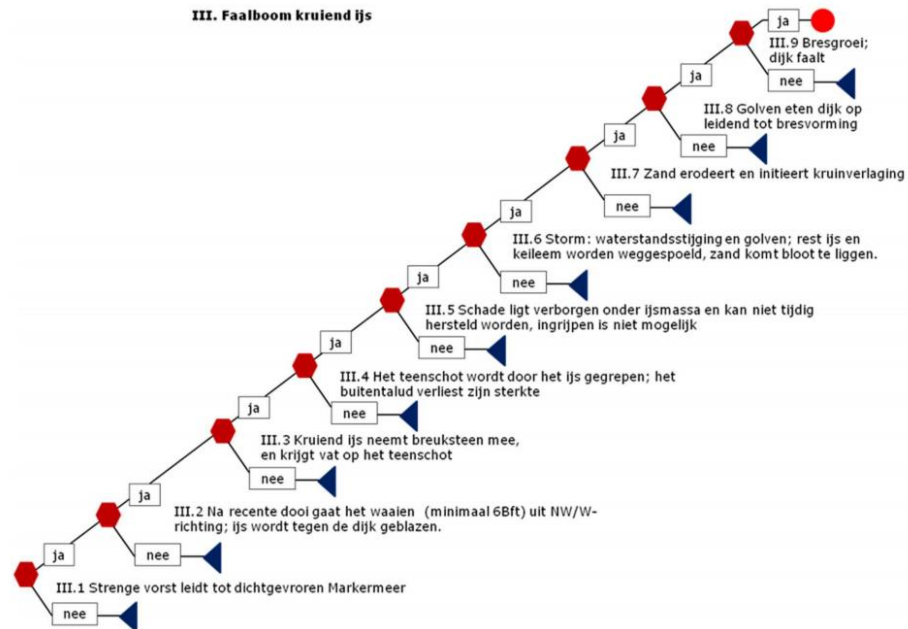 III. Faalboom kruiend ijs
ja
III.9 Bresgroei;
dijk faalt
ja
nee
III.8 Golven eten dijk op
leidend tot bresvorming
ja
nee
III.7 Zand erodeert en initieert kruinverlaging
ja
nee
III.6 Storm: waterstandsstijging en golven; rest ijs en
keileem worden weggespoeld, zand komt bloot te liggen.
ja
nee
III.5 Schade ligt verborgen onder ijsmassa en kan niet tijdig
hersteld worden, ingrijpen is niet mogelijk
ja
nee
III.4 Het teenschot wordt door het ijs gegrepen; het
buitentalud verliest zijn sterkte
ja
nee
III.3 Kruiend ijs neemt breuksteen mee,
en krijgt vat op het teenschot
nee
ja
III.2 Na recente dooi gaat het waaien (minimaal 6Bft) uit NW/W-
richting; ijs wordt tegen de dijk geblazen.
ja
nee
III.1 Strenge vorst leidt tot dichtgevroren Markermeer
nee